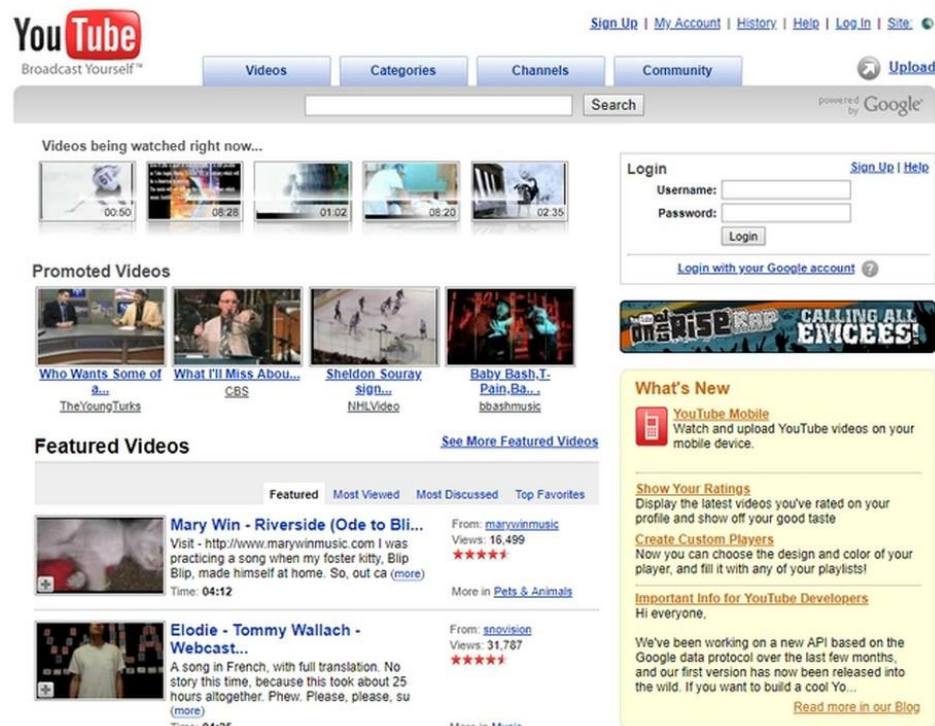 You Tube
Broadcast Yourself™
Sign Up | My Account | History | Help | Log In | Site:
Videos
Categories
Channels
Community
Upload
Search
powered by Google
Videos being watched right now...
00:50
08:28
01:02
08:20
02:35
Promoted Videos
Who Wants Some of a...
TheYoungTurks
What I'll Miss Abou...
CBS
Sheldon Souray sign...
NHLVideo
Baby Bash,T-Pain,Ba.. .
bbashmusic
Featured Videos
See More Featured Videos
Featured
Most Viewed
Most Discussed
Top Favorites
Mary Win - Riverside (Ode to Bli...
Visit - http://www.marywinmusic.com I was
practicing a song when my foster kitty, Blip
Blip, made himself at home. So, out ca (more)
Time: 04:12
From: marywinmusic
Views: 16,499
More in Pets & Animals
Elodie - Tommy Wallach -
Webcast...
A song in French, with full translation. No
story this time, because this took about 25
hours altogether. Phew. Please, please, su
(more)
Time: 04:35
From: snovision
Views: 31,787
More in Music
Login
Sign Up | Help
Username:
Password:
Login
Login with your Google account ?
YouTube On the Rise Rap
CALLING ALL
EMCEES!
What's New
YouTube Mobile
Watch and upload YouTube videos on your
mobile device.
Show Your Ratings
Display the latest videos you've rated on your
profile and show off your good taste
Create Custom Players
Now you can choose the design and color of your
player, and fill it with any of your playlists!
Important Info for YouTube Developers
Hi everyone,
We've been working on a new API based on the
Google data protocol over the last few months,
and our first version has now been released into
the wild. If you want to build a cool Yo...
Read more in our Blog